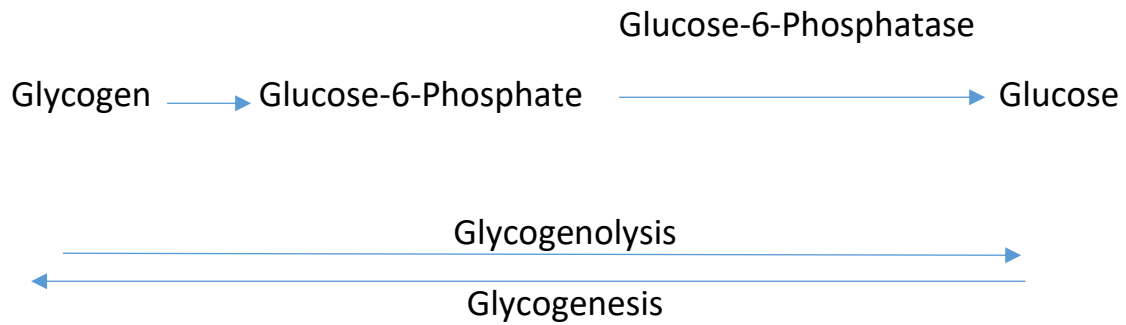 Glucose-6-Phosphatase
Glycogen Glucose-6-Phosphate Glucose
Glycogenolysis
Glycogenesis